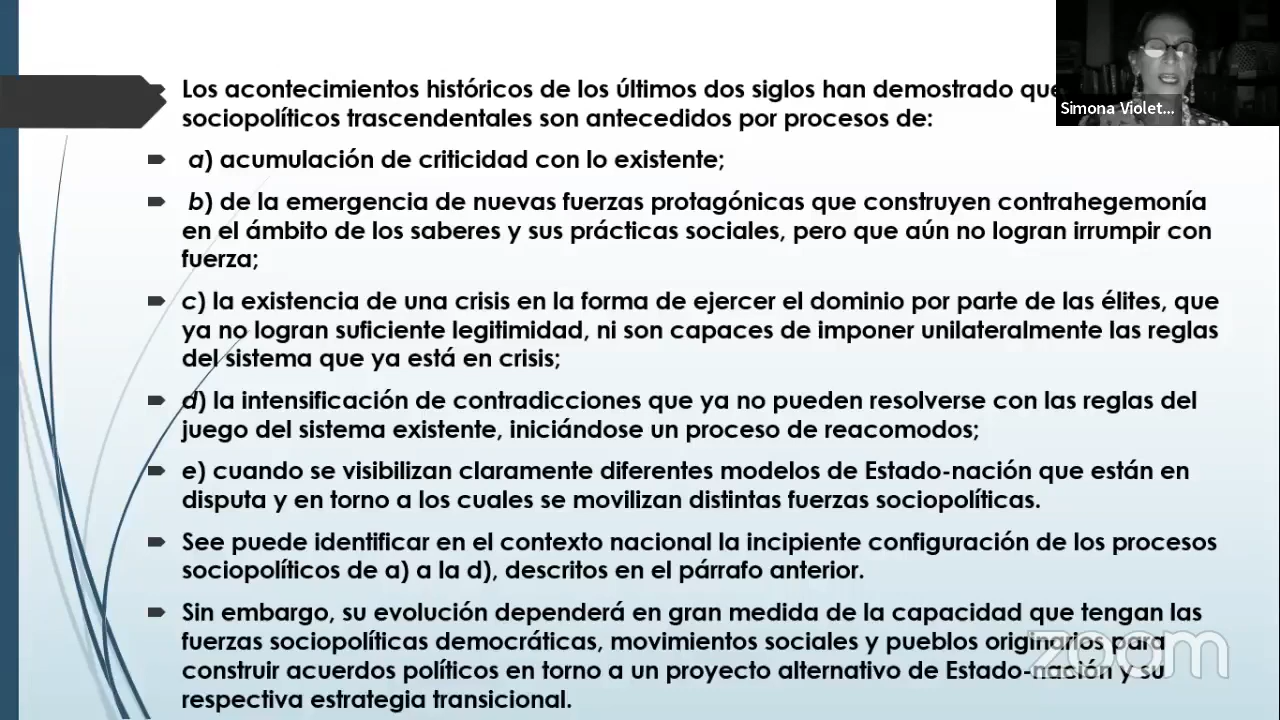 Los acontecimientos históricos de los últimos dos siglos han demostrado que
sociopolíticos trascendentales son antecedidos por procesos de:
a) acumulación de criticidad con lo existente;
b) de la emergencia de nuevas fuerzas protagónicas que construyen contrahegemonía
en el ámbito de los saberes y sus prácticas sociales, pero que aún no logran irrumpir con
fuerza;
c) la existencia de una crisis en la forma de ejercer el dominio por parte de las élites, que
ya no logran suficiente legitimidad, ni son capaces de imponer unilateralmente las reglas
del sistema que ya está en crisis;
d) la intensificación de contradicciones que ya no pueden resolverse con las reglas del
juego del sistema existente, iniciándose un proceso de reacomodos;
e) cuando se visibilizan claramente diferentes modelos de Estado-nación que están en
disputa y en torno a los cuales se movilizan distintas fuerzas sociopolíticas.
See puede identificar en el contexto nacional la incipiente configuración de los procesos
sociopolíticos de a) a la d), descritos en el párrafo anterior.
Sin embargo, su evolución dependerá en gran medida de la capacidad que tengan las
fuerzas sociopolíticas democráticas, movimientos sociales y pueblos originarios para
construir acuerdos políticos en torno a un proyecto alternativo de Estado-nación y su
respectiva estrategia transicional.
Simona Violet...
zoom